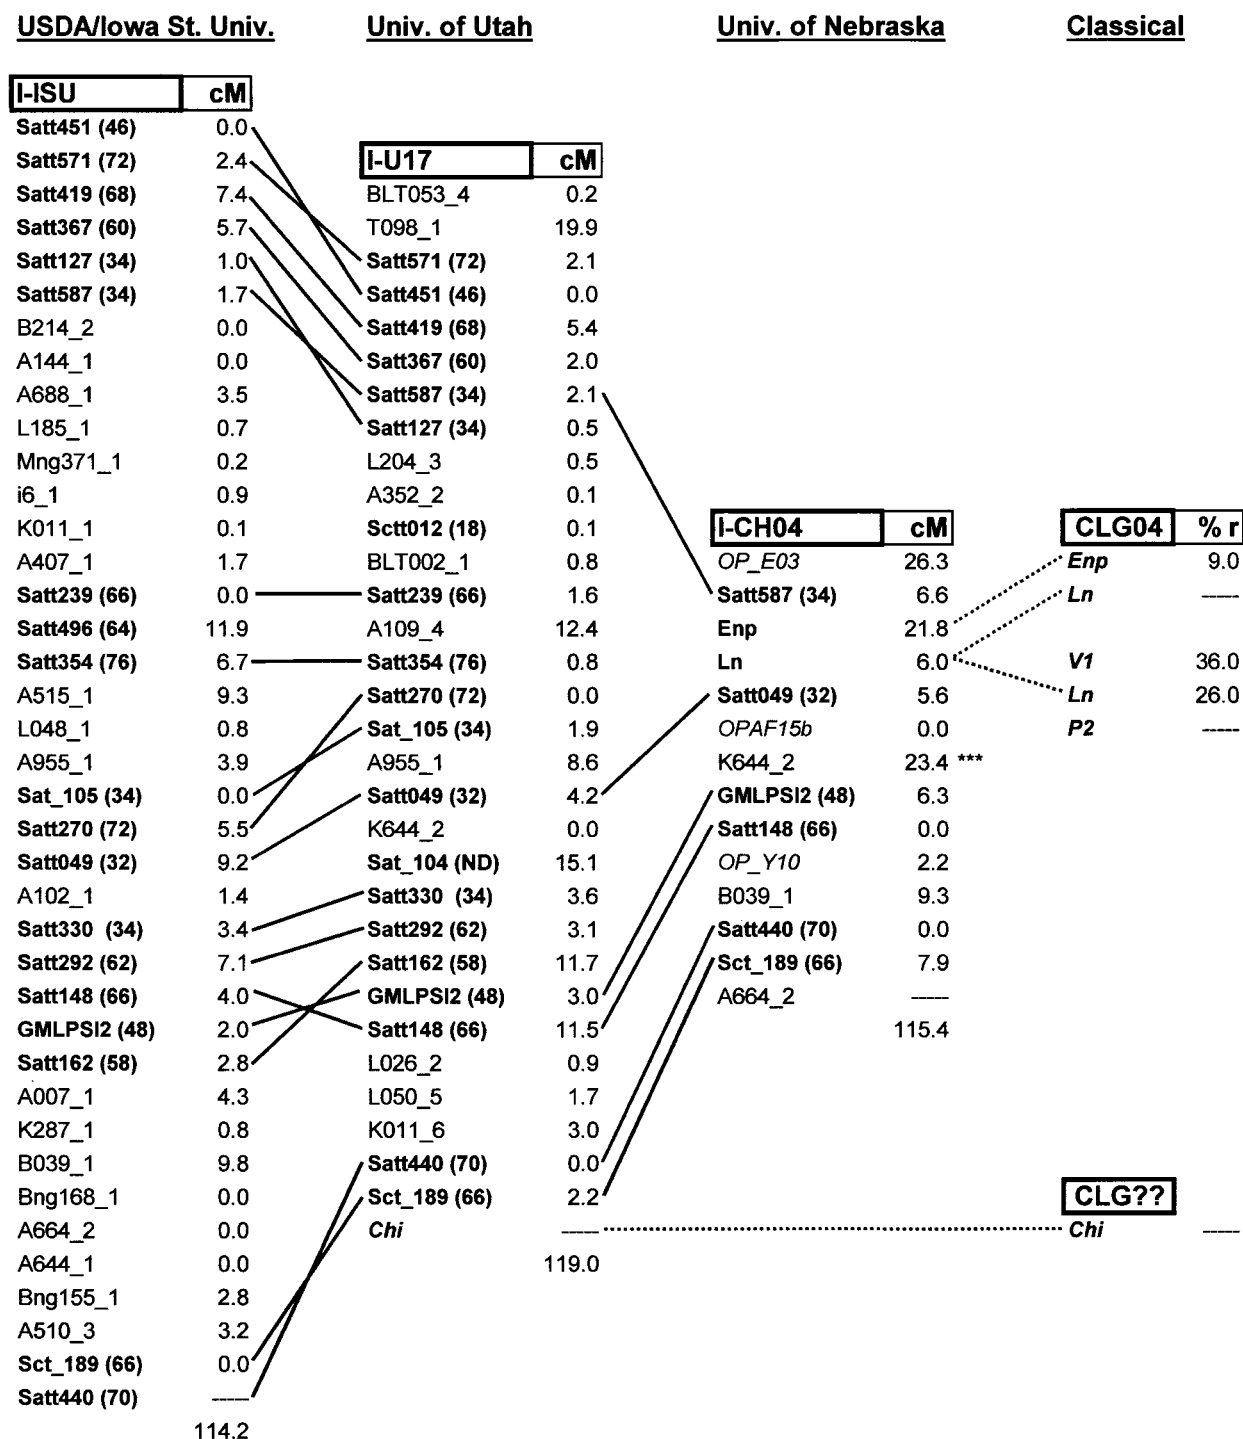 USDA/Iowa St. Univ. Univ. of Utah Univ. of Nebraska Classical
I-ISU cM
Satt451 (46) 0.0
Satt571 (72) 2.4
Satt419 (68) 7.4
Satt367 (60) 5.7
Satt127 (34) 1.0
Satt587 (34) 1.7
B214_2 0.0
A144_1 0.0
A688_1 3.5
L185_1 0.7
Mng371_1 0.2
i6_1 0.9
K011_1 0.1
A407_1 1.7
Satt239 (66) 0.0
Satt496 (64) 11.9
Satt354 (76) 6.7
A515_1 9.3
L048_1 0.8
A955_1 3.9
Sat_105 (34) 0.0
Satt270 (72) 5.5
Satt049 (32) 9.2
A102_1 1.4
Satt330 (34) 3.4
Satt292 (62) 7.1
Satt148 (66) 4.0
GMLPSI2 (48) 2.0
Satt162 (58) 2.8
A007_1 4.3
K287_1 0.8
B039_1 9.8
Bng168_1 0.0
A664_2 0.0
A644_1 0.0
Bng155_1 2.8
A510_3 3.2
Sct_189 (66) 0.0
Satt440 (70) -----
114.2
I-U17 cM
BLT053_4 0.2
T098_1 19.9
Satt571 (72) 2.1
Satt451 (46) 0.0
Satt419 (68) 5.4
Satt367 (60) 2.0
Satt587 (34) 2.1
Satt127 (34) 0.5
L204_3 0.5
A352_2 0.1
Sctt012 (18) 0.1
BLT002_1 0.8
Satt239 (66) 1.6
A109_4 12.4
Satt354 (76) 0.8
Satt270 (72) 0.0
Sat_105 (34) 1.9
A955_1 8.6
Satt049 (32) 4.2
K644_2 0.0
Sat_104 (ND) 15.1
Satt330 (34) 3.6
Satt292 (62) 3.1
Satt162 (58) 11.7
GMLPSI2 (48) 3.0
Satt148 (66) 11.5
L026_2 0.9
L050_5 1.7
K011_6 3.0
Satt440 (70) 0.0
Sct_189 (66) 2.2
Chi -----
119.0
I-CH04 cM
OP_E03 26.3
Satt587 (34) 6.6
Enp 21.8
Ln 6.0
Satt049 (32) 5.6
OPAF15b 0.0
K644_2 23.4 ***
GMLPSI2 (48) 6.3
Satt148 (66) 0.0
OP_Y10 2.2
B039_1 9.3
Satt440 (70) 0.0
Sct_189 (66) 7.9
A664_2 -----
115.4
CLG04 % r
Enp 9.0
Ln -----
V1 36.0
Ln 26.0
P2 -----
CLG??
Chi -----